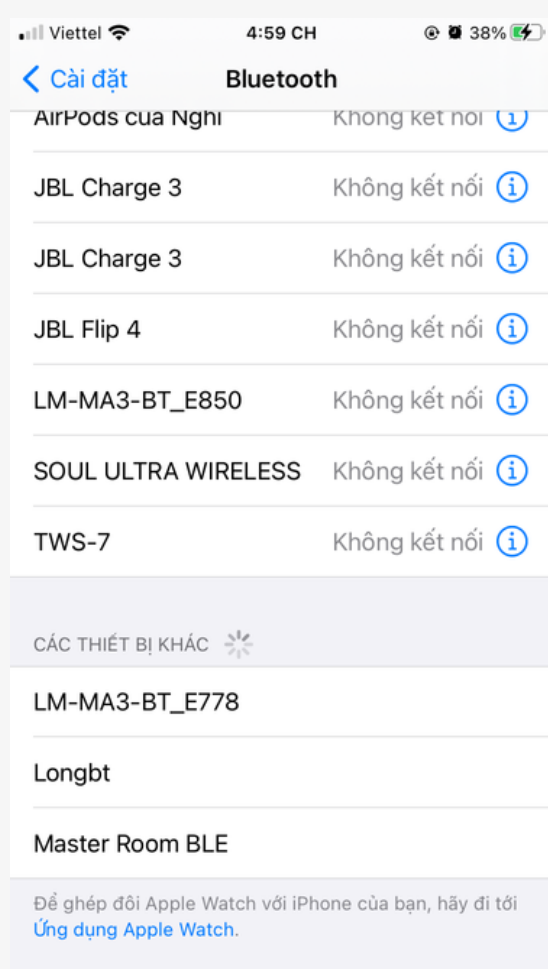 Viettel 4:59 CH 38%
Cài đặt Bluetooth
AirPods của Nghi Không kết nối
JBL Charge 3 Không kết nối
JBL Charge 3 Không kết nối
JBL Flip 4 Không kết nối
LM-MA3-BT_E850 Không kết nối
SOUL ULTRA WIRELESS Không kết nối
TWS-7 Không kết nối
CÁC THIẾT BỊ KHÁC
LM-MA3-BT_E778
Longbt
Master Room BLE
Để ghép đôi Apple Watch với iPhone của bạn, hãy đi tới
Ứng dụng Apple Watch.